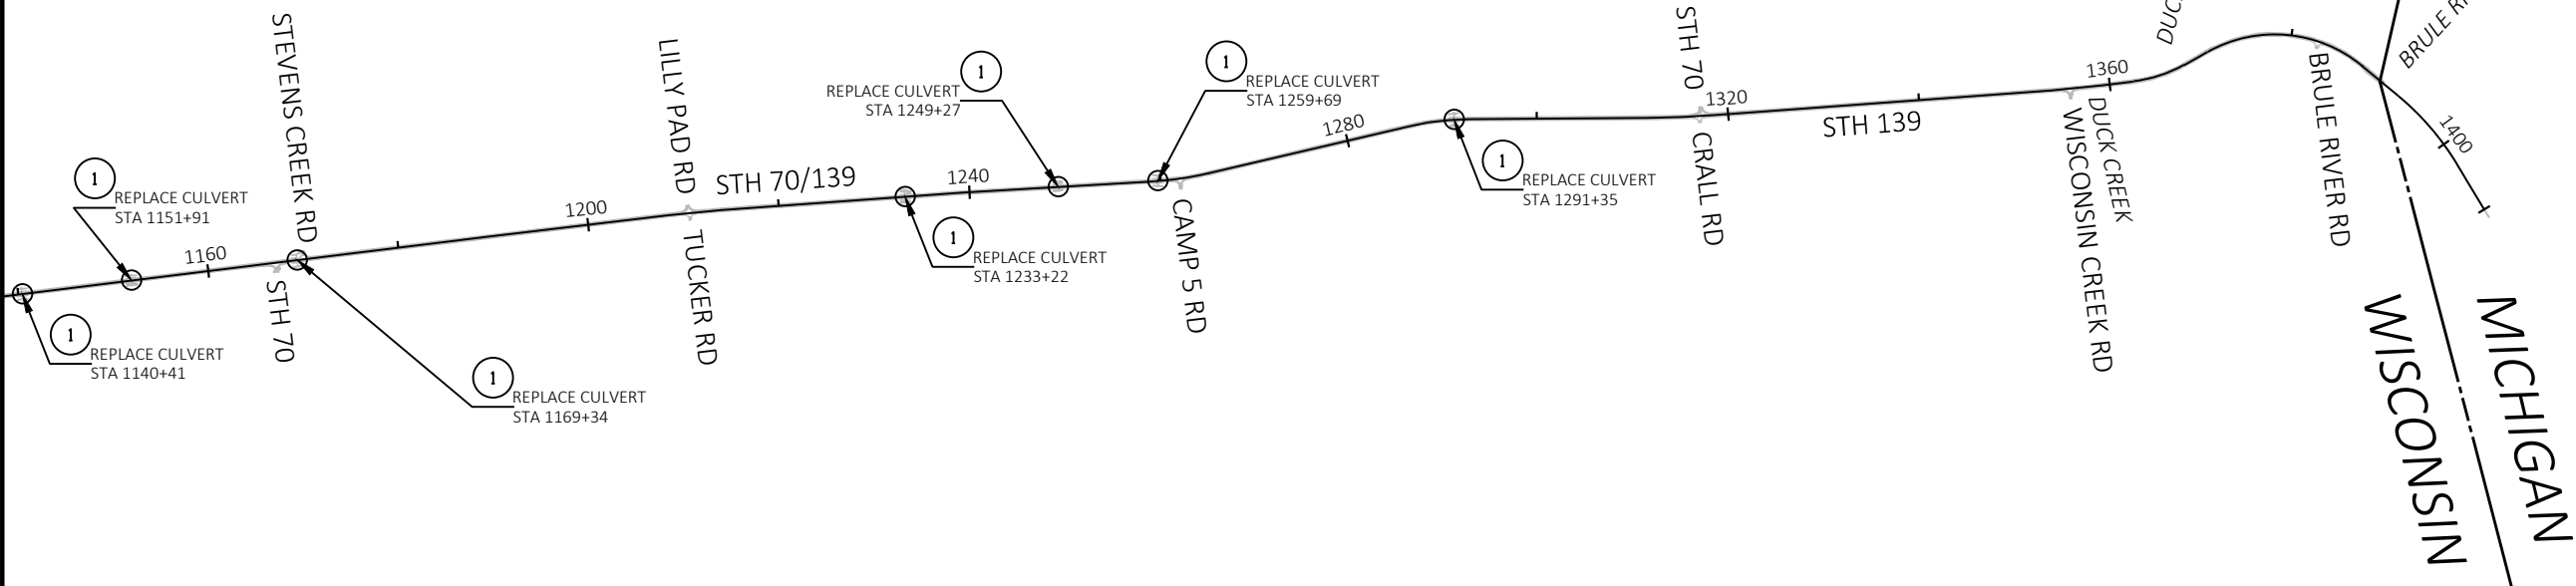 STEVENS CREEK RD
LILLY PAD RD
STH 70
BRULE
1
REPLACE CULVERT
STA 1249+27
1
REPLACE CULVERT
STA 1259+69
1320
1360
STH 139
DUCK CREEK
WISCONSIN CREEK RD
BRULE RIVER RD
1400
1280
1
REPLACE CULVERT
STA 1151+91
STH 70/139
1240
1
REPLACE CULVERT
STA 1291+35
CRALL RD
1160
1200
1
REPLACE CULVERT
STA 1233+22
CAMP 5 RD
TUCKER RD
STH 70
1
REPLACE CULVERT
STA 1140+41
1
REPLACE CULVERT
STA 1169+34
WISCONSIN
MICHIGAN